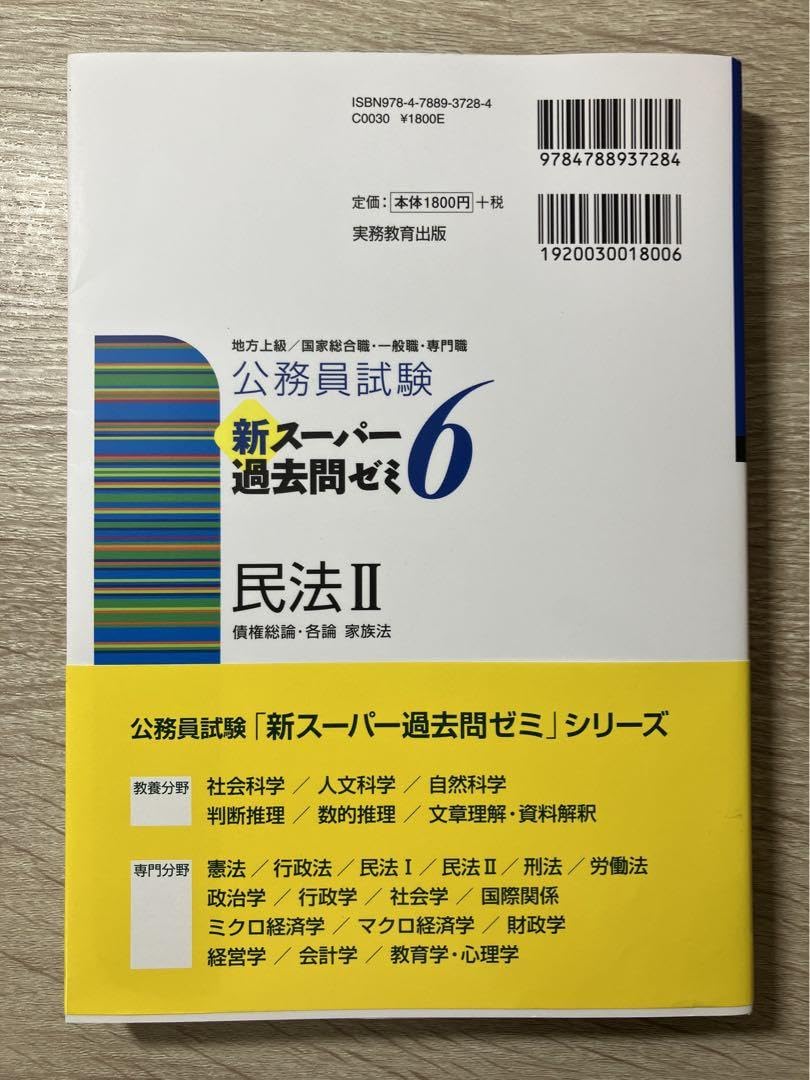 ISBN978-4-7889-3728-4
C0030 ¥1800E
9784788937284
定価：本体1800円＋税
実務教育出版
1920030018006
地方上級／国家総合職・一般職・専門職
公務員試験
新スーパー
過去問ゼミ6
民法Ⅱ
債権総論・各論 家族法
公務員試験「新スーパー過去問ゼミ」シリーズ
教養分野
社会科学 ／ 人文科学 ／ 自然科学
判断推理 ／ 数的推理 ／ 文章理解・資料解釈
専門分野
憲法 ／ 行政法 ／ 民法Ⅰ ／ 民法Ⅱ ／ 刑法 ／ 労働法
政治学 ／ 行政学 ／ 社会学 ／ 国際関係
ミクロ経済学 ／ マクロ経済学 ／ 財政学
経営学 ／ 会計学 ／ 教育学・心理学